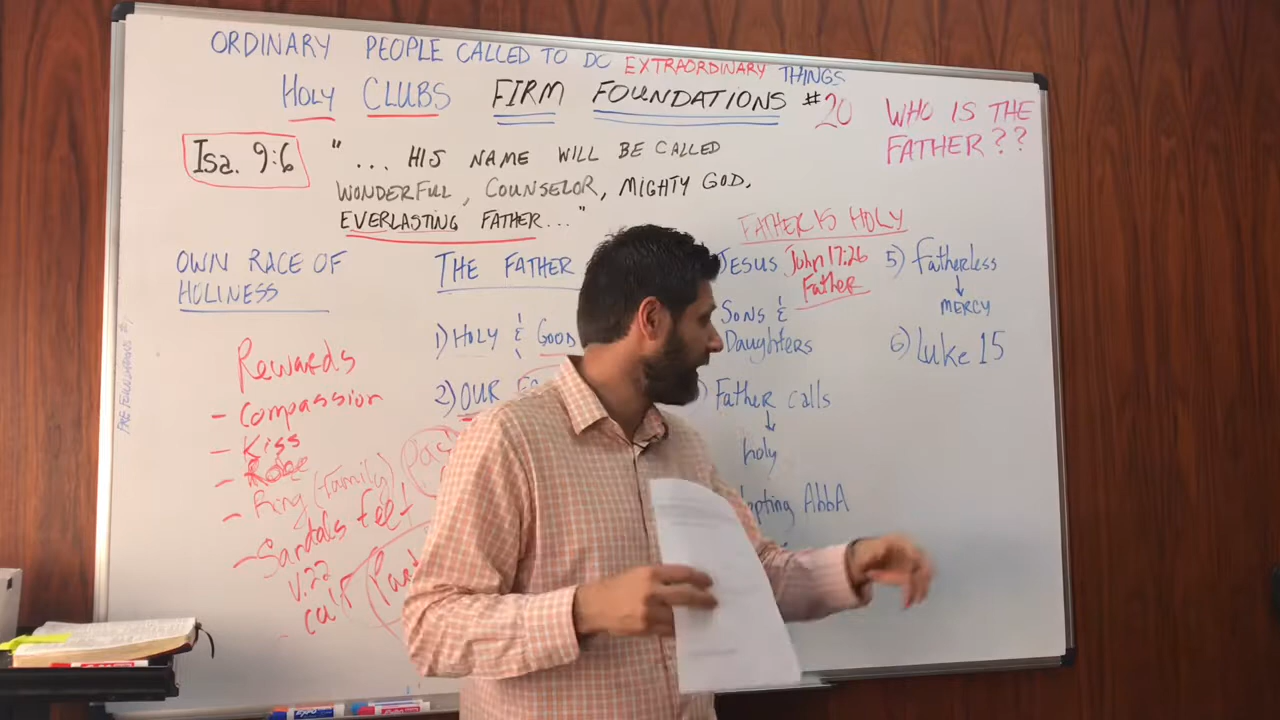 ORDINARY PEOPLE CALLED TO DO EXTRAORDINARY THINGS
HOLY CLUBS FIRM FOUNDATIONS #20
WHO IS THE
FATHER??
Isa. 9:6
"... HIS NAME WILL BE CALLED
WONDERFUL, COUNSELOR, MIGHTY GOD,
EVERLASTING FATHER..."
OWN RACE OF
HOLINESS
Rewards
- Compassion
- Kiss
- Robe
- Ring (family)
- Sandals feet
V.22
THE FATHER
1) HOLY & GOOD
2) OUR
FATHER IS HOLY
JESUS John 17:26
Father
SONS &
Daughters
Father calls
↓
holy
AbbA
5) Fatherless
↓
MERCY
6) Luke 15
EXPO